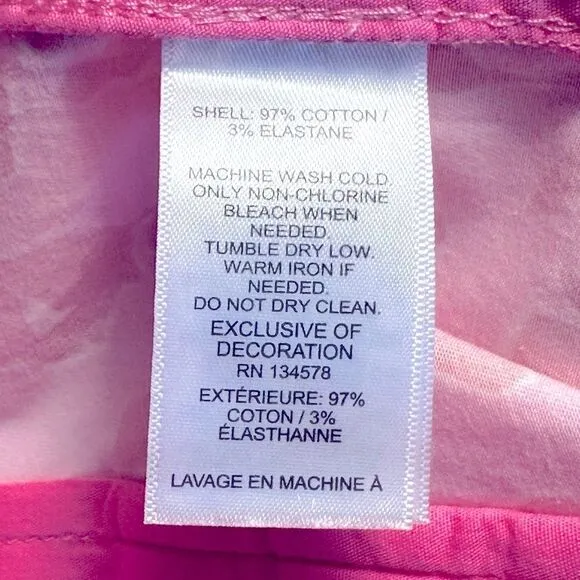 SHELL: 97% COTTON /
3% ELASTANE
MACHINE WASH COLD.
ONLY NON-CHLORINE
BLEACH WHEN
NEEDED.
TUMBLE DRY LOW.
WARM IRON IF
NEEDED.
DO NOT DRY CLEAN.
EXCLUSIVE OF
DECORATION
RN 134578
EXTÉRIEURE: 97%
COTON / 3%
ÉLASTHANNE
LAVAGE EN MACHINE À